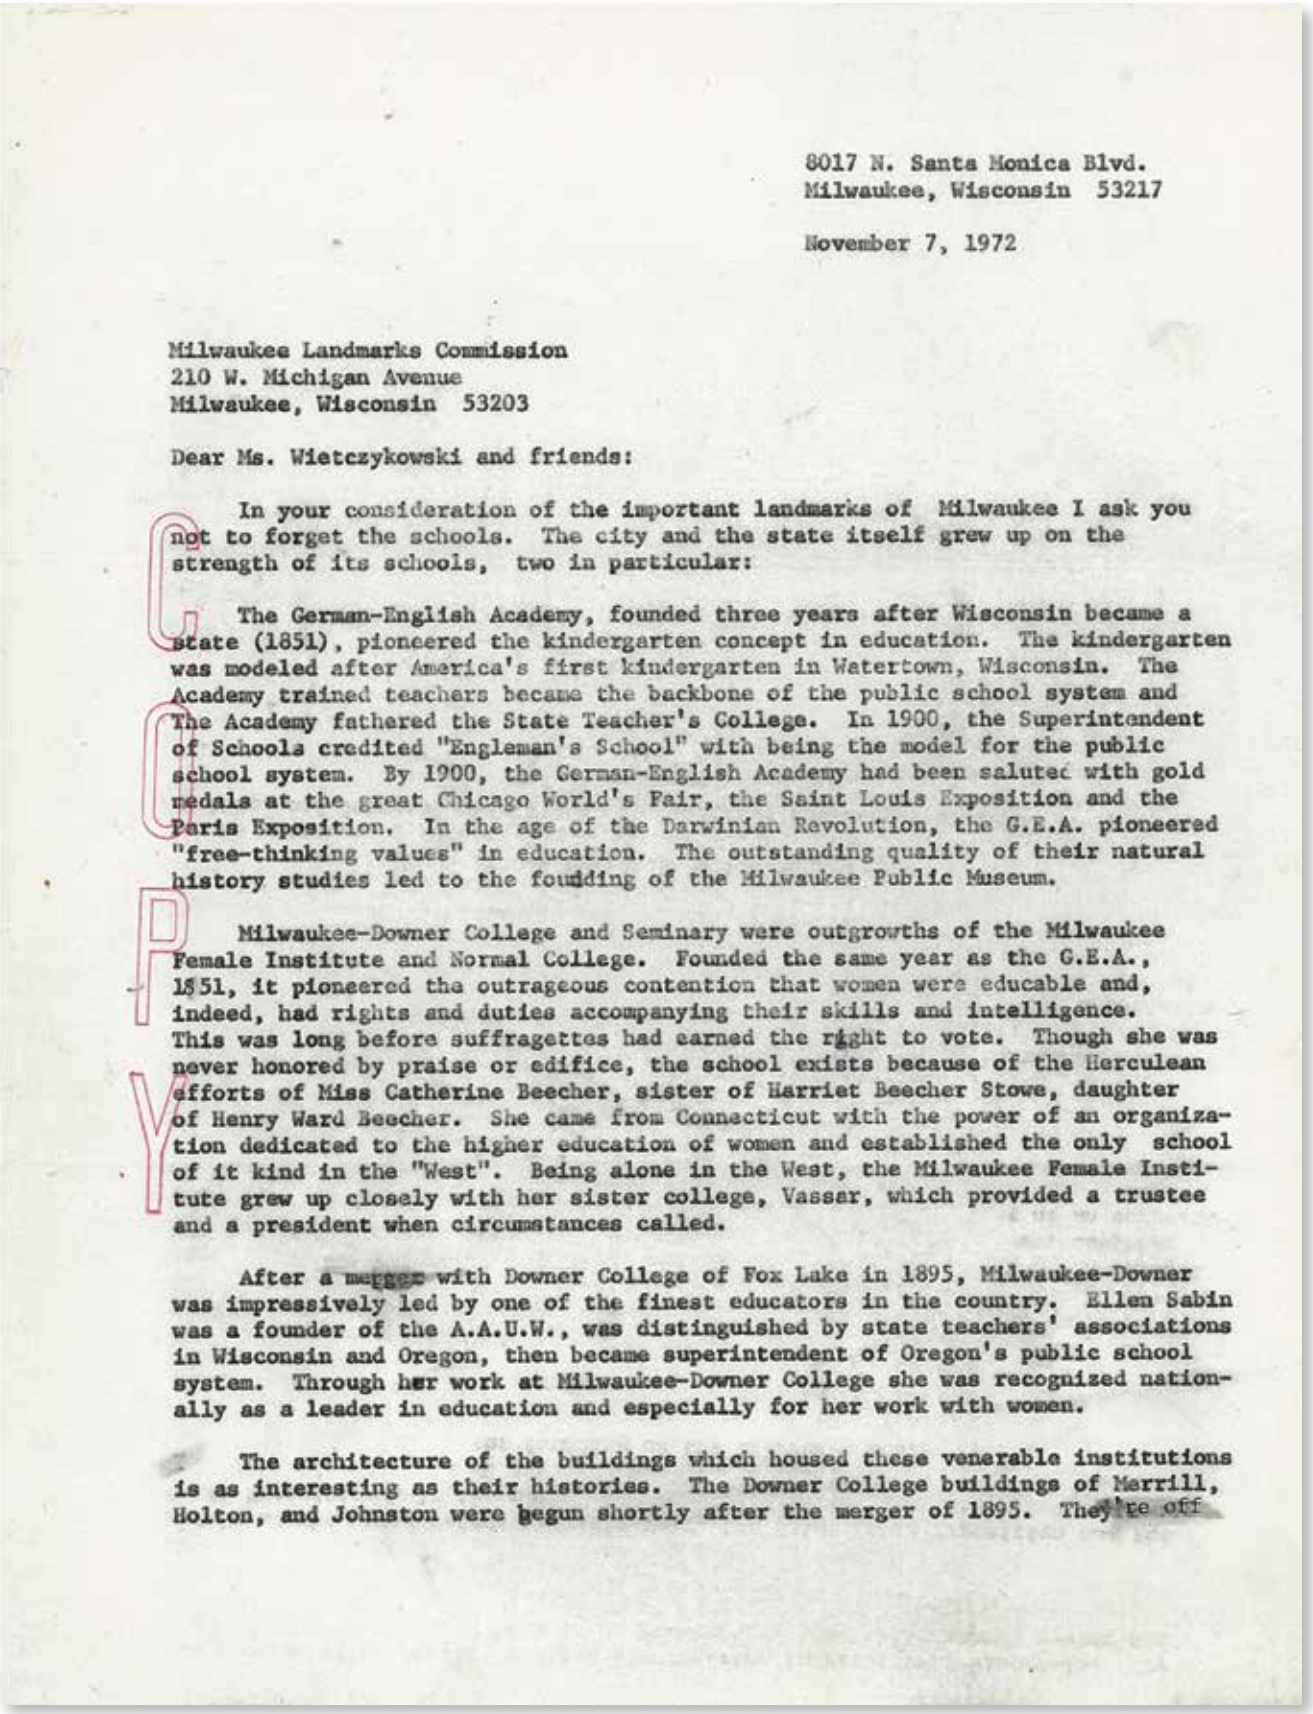 8017 N. Santa Monica Blvd.
Milwaukee, Wisconsin 53217
November 7, 1972
Milwaukee Landmarks Commission
210 W. Michigan Avenue
Milwaukee, Wisconsin 53203
Dear Ms. Wietczykowski and friends:
In your consideration of the important landmarks of Milwaukee I ask you
not to forget the schools. The city and the state itself grew up on the
strength of its schools, two in particular:
The German-English Academy, founded three years after Wisconsin became a
state (1851), pioneered the kindergarten concept in education. The kindergarten
was modeled after America's first kindergarten in Watertown, Wisconsin. The
Academy trained teachers became the backbone of the public school system and
The Academy fathered the State Teacher's College. In 1900, the Superintendent
of Schools credited "Engleman's School" with being the model for the public
school system. By 1900, the German-English Academy had been saluted with gold
medals at the great Chicago World's Fair, the Saint Louis Exposition and the
Paris Exposition. In the age of the Darwinian Revolution, the G.E.A. pioneered
"free-thinking values" in education. The outstanding quality of their natural
history studies led to the founding of the Milwaukee Public Museum.
Milwaukee-Downer College and Seminary were outgrowths of the Milwaukee
Female Institute and Normal College. Founded the same year as the G.E.A.,
1851, it pioneered the outrageous contention that women were educable and,
indeed, had rights and duties accompanying their skills and intelligence.
This was long before suffragettes had earned the right to vote. Though she was
never honored by praise or edifice, the school exists because of the Herculean
efforts of Miss Catherine Beecher, sister of Harriet Beecher Stowe, daughter
of Henry Ward Beecher. She came from Connecticut with the power of an organiza-
tion dedicated to the higher education of women and established the only school
of it kind in the "West". Being alone in the West, the Milwaukee Female Insti-
tute grew up closely with her sister college, Vassar, which provided a trustee
and a president when circumstances called.
After a merger with Downer College of Fox Lake in 1895, Milwaukee-Downer
was impressively led by one of the finest educators in the country. Ellen Sabin
was a founder of the A.A.U.W., was distinguished by state teachers' associations
in Wisconsin and Oregon, then became superintendent of Oregon's public school
system. Through her work at Milwaukee-Downer College she was recognized nation-
ally as a leader in education and especially for her work with women.
The architecture of the buildings which housed these venerable institutions
is as interesting as their histories. The Downer College buildings of Merrill,
Holton, and Johnston were begun shortly after the merger of 1895. They're off
COPY